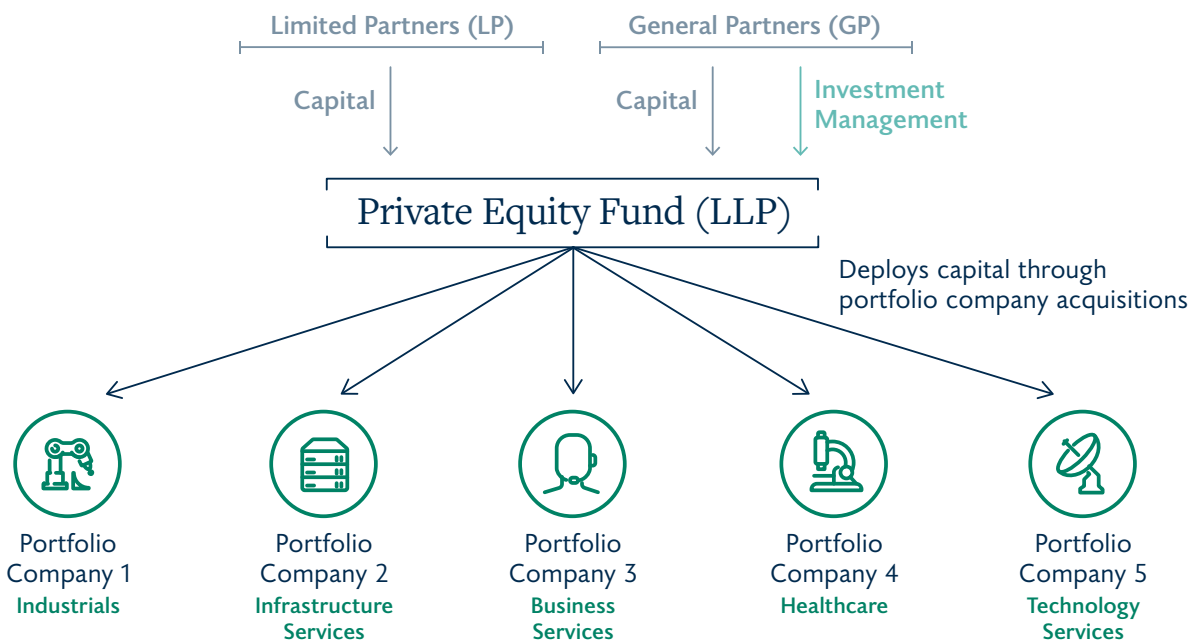 Limited Partners (LP)
General Partners (GP)
Capital
Capital
Investment
Management
Private Equity Fund (LLP)
Deploys capital through
portfolio company acquisitions
Portfolio
Company 1
Industrials
Portfolio
Company 2
Infrastructure
Services
Portfolio
Company 3
Business
Services
Portfolio
Company 4
Healthcare
Portfolio
Company 5
Technology
Services